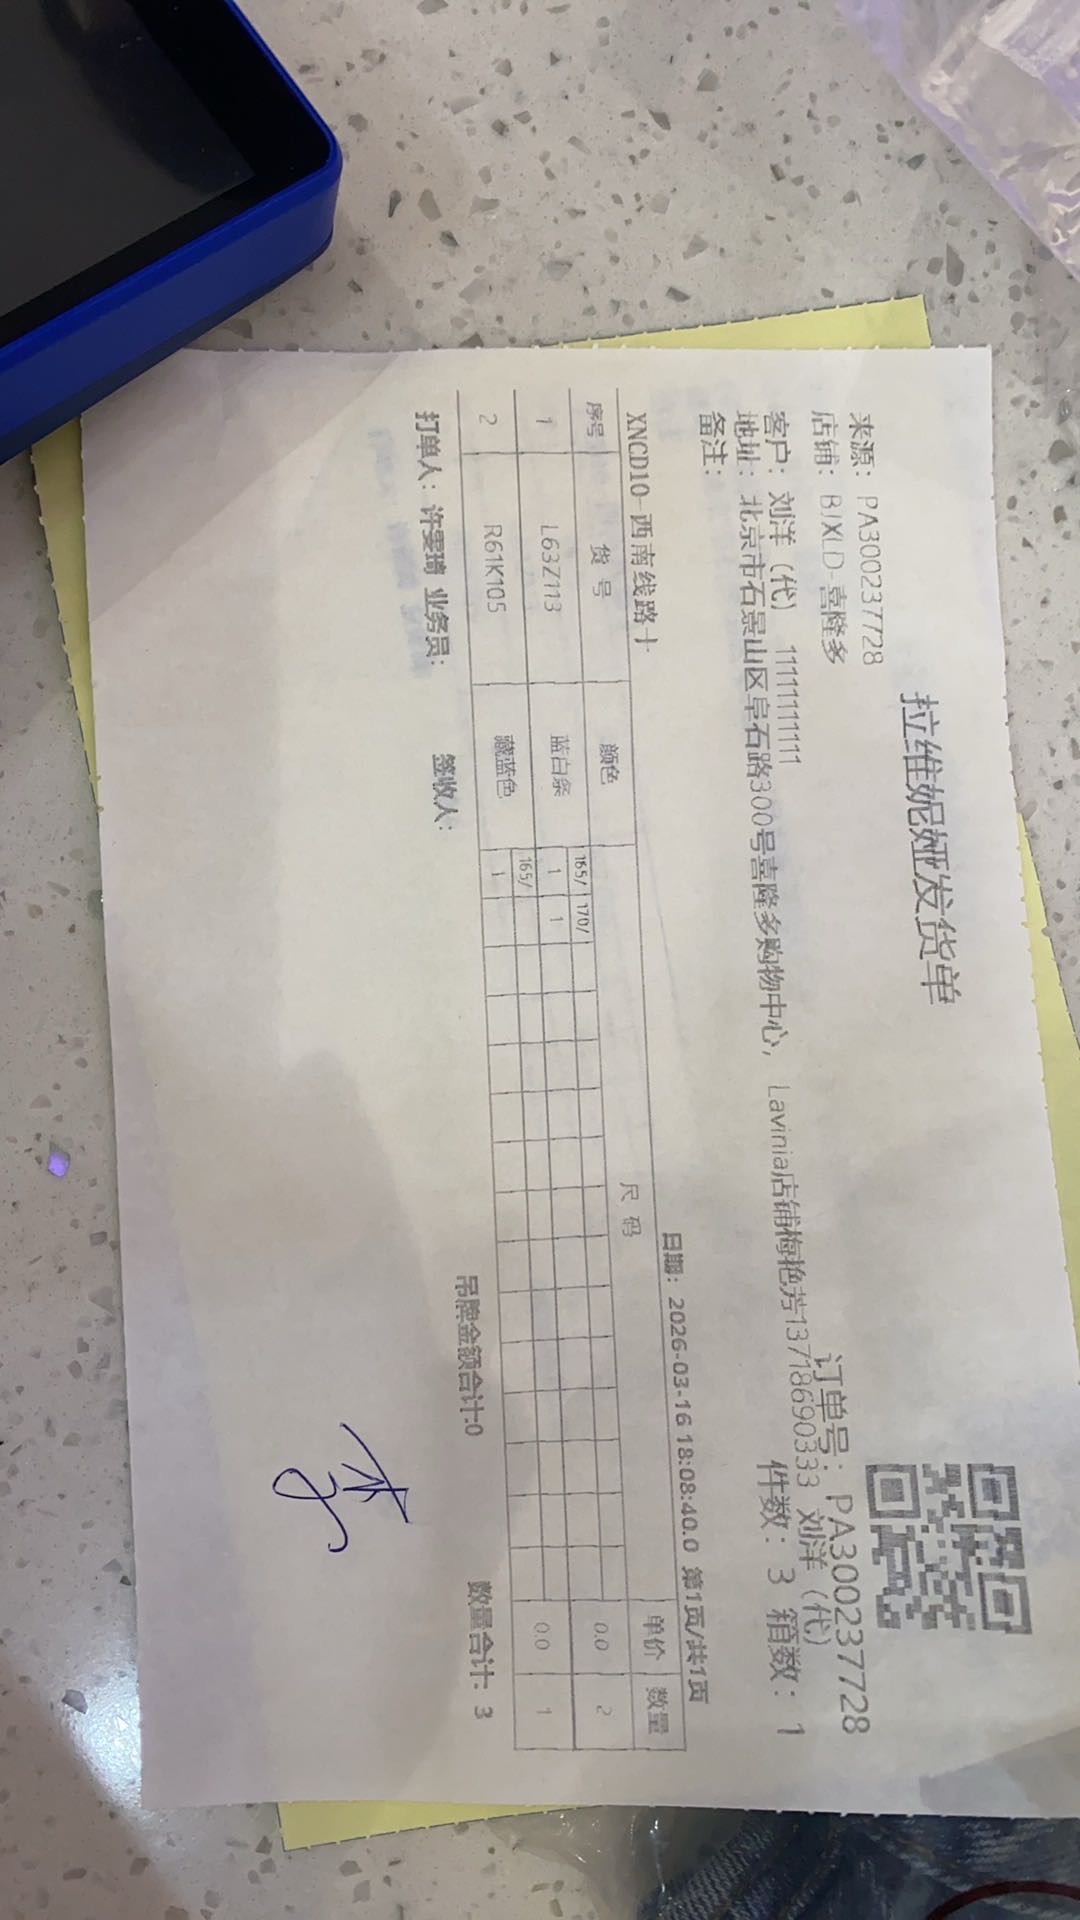 拉维妮娅发货单
来源：PA300237728
订单号：PA300237728
店铺：BJXLD-喜隆多
件数：3 箱数：1
客户：刘洋（代） 11111111111
地址：北京市石景山区阜石路300号喜隆多购物中心，Lavinia店铺梅艳芳13718690333 刘洋（代）
备注：
XNCD10-西南线路卡 日期：2026-03-16 18:08:40.0 第1页/共1页
序号 货号 颜色 尺码 单价 数量
165/ 170/
1 L63Z113 蓝白条 1 1 0.0 2
165/
2 R61K105 藏蓝色 1 0.0 1
打单人：许雯琦 业务员： 签收人： 吊牌金额合计:0 数量合计：3
李